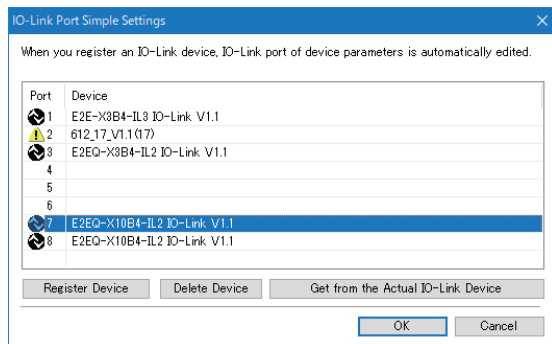 IO-Link Port Simple Settings
When you register an IO-Link device, IO-Link port of device parameters is automatically edited.
Port Device
1 E2E-X3B4-IL3 IO-Link V1.1
2 612_17_V1.1(17)
3 E2EQ-X3B4-IL2 IO-Link V1.1
4
5
6
7 E2EQ-X10B4-IL2 IO-Link V1.1
8 E2EQ-X10B4-IL2 IO-Link V1.1
Register Device Delete Device Get from the Actual IO-Link Device
OK Cancel